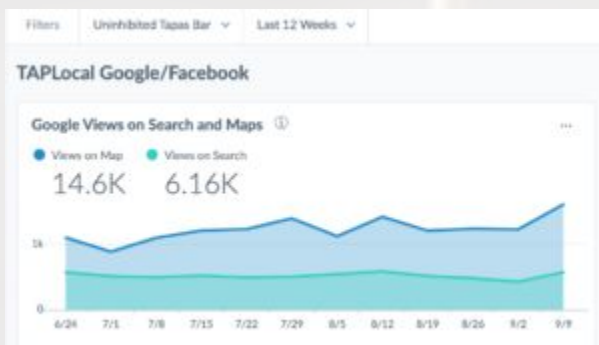 Filters Uninhibited Tapas Bar Last 12 Weeks
TAPLocal Google/Facebook
Google Views on Search and Maps
Views on Map Views on Search
14.6K 6.16K
1k
0
6/24 7/1 7/8 7/15 7/22 7/29 8/5 8/12 8/19 8/26 9/2 9/9